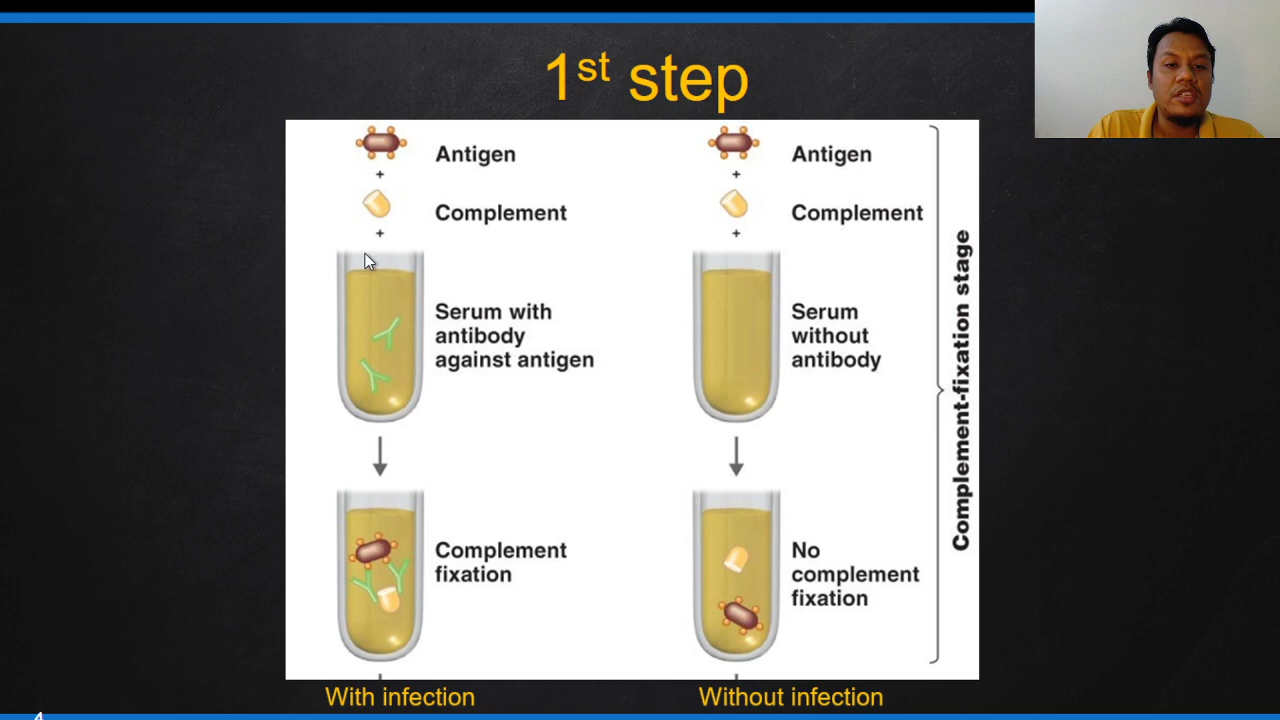 1st step
Antigen
+
Complement
+
Serum with
antibody
against antigen
Complement
fixation
With infection
Antigen
+
Complement
+
Serum
without
antibody
No
complement
fixation
Without infection
Complement-fixation stage
4